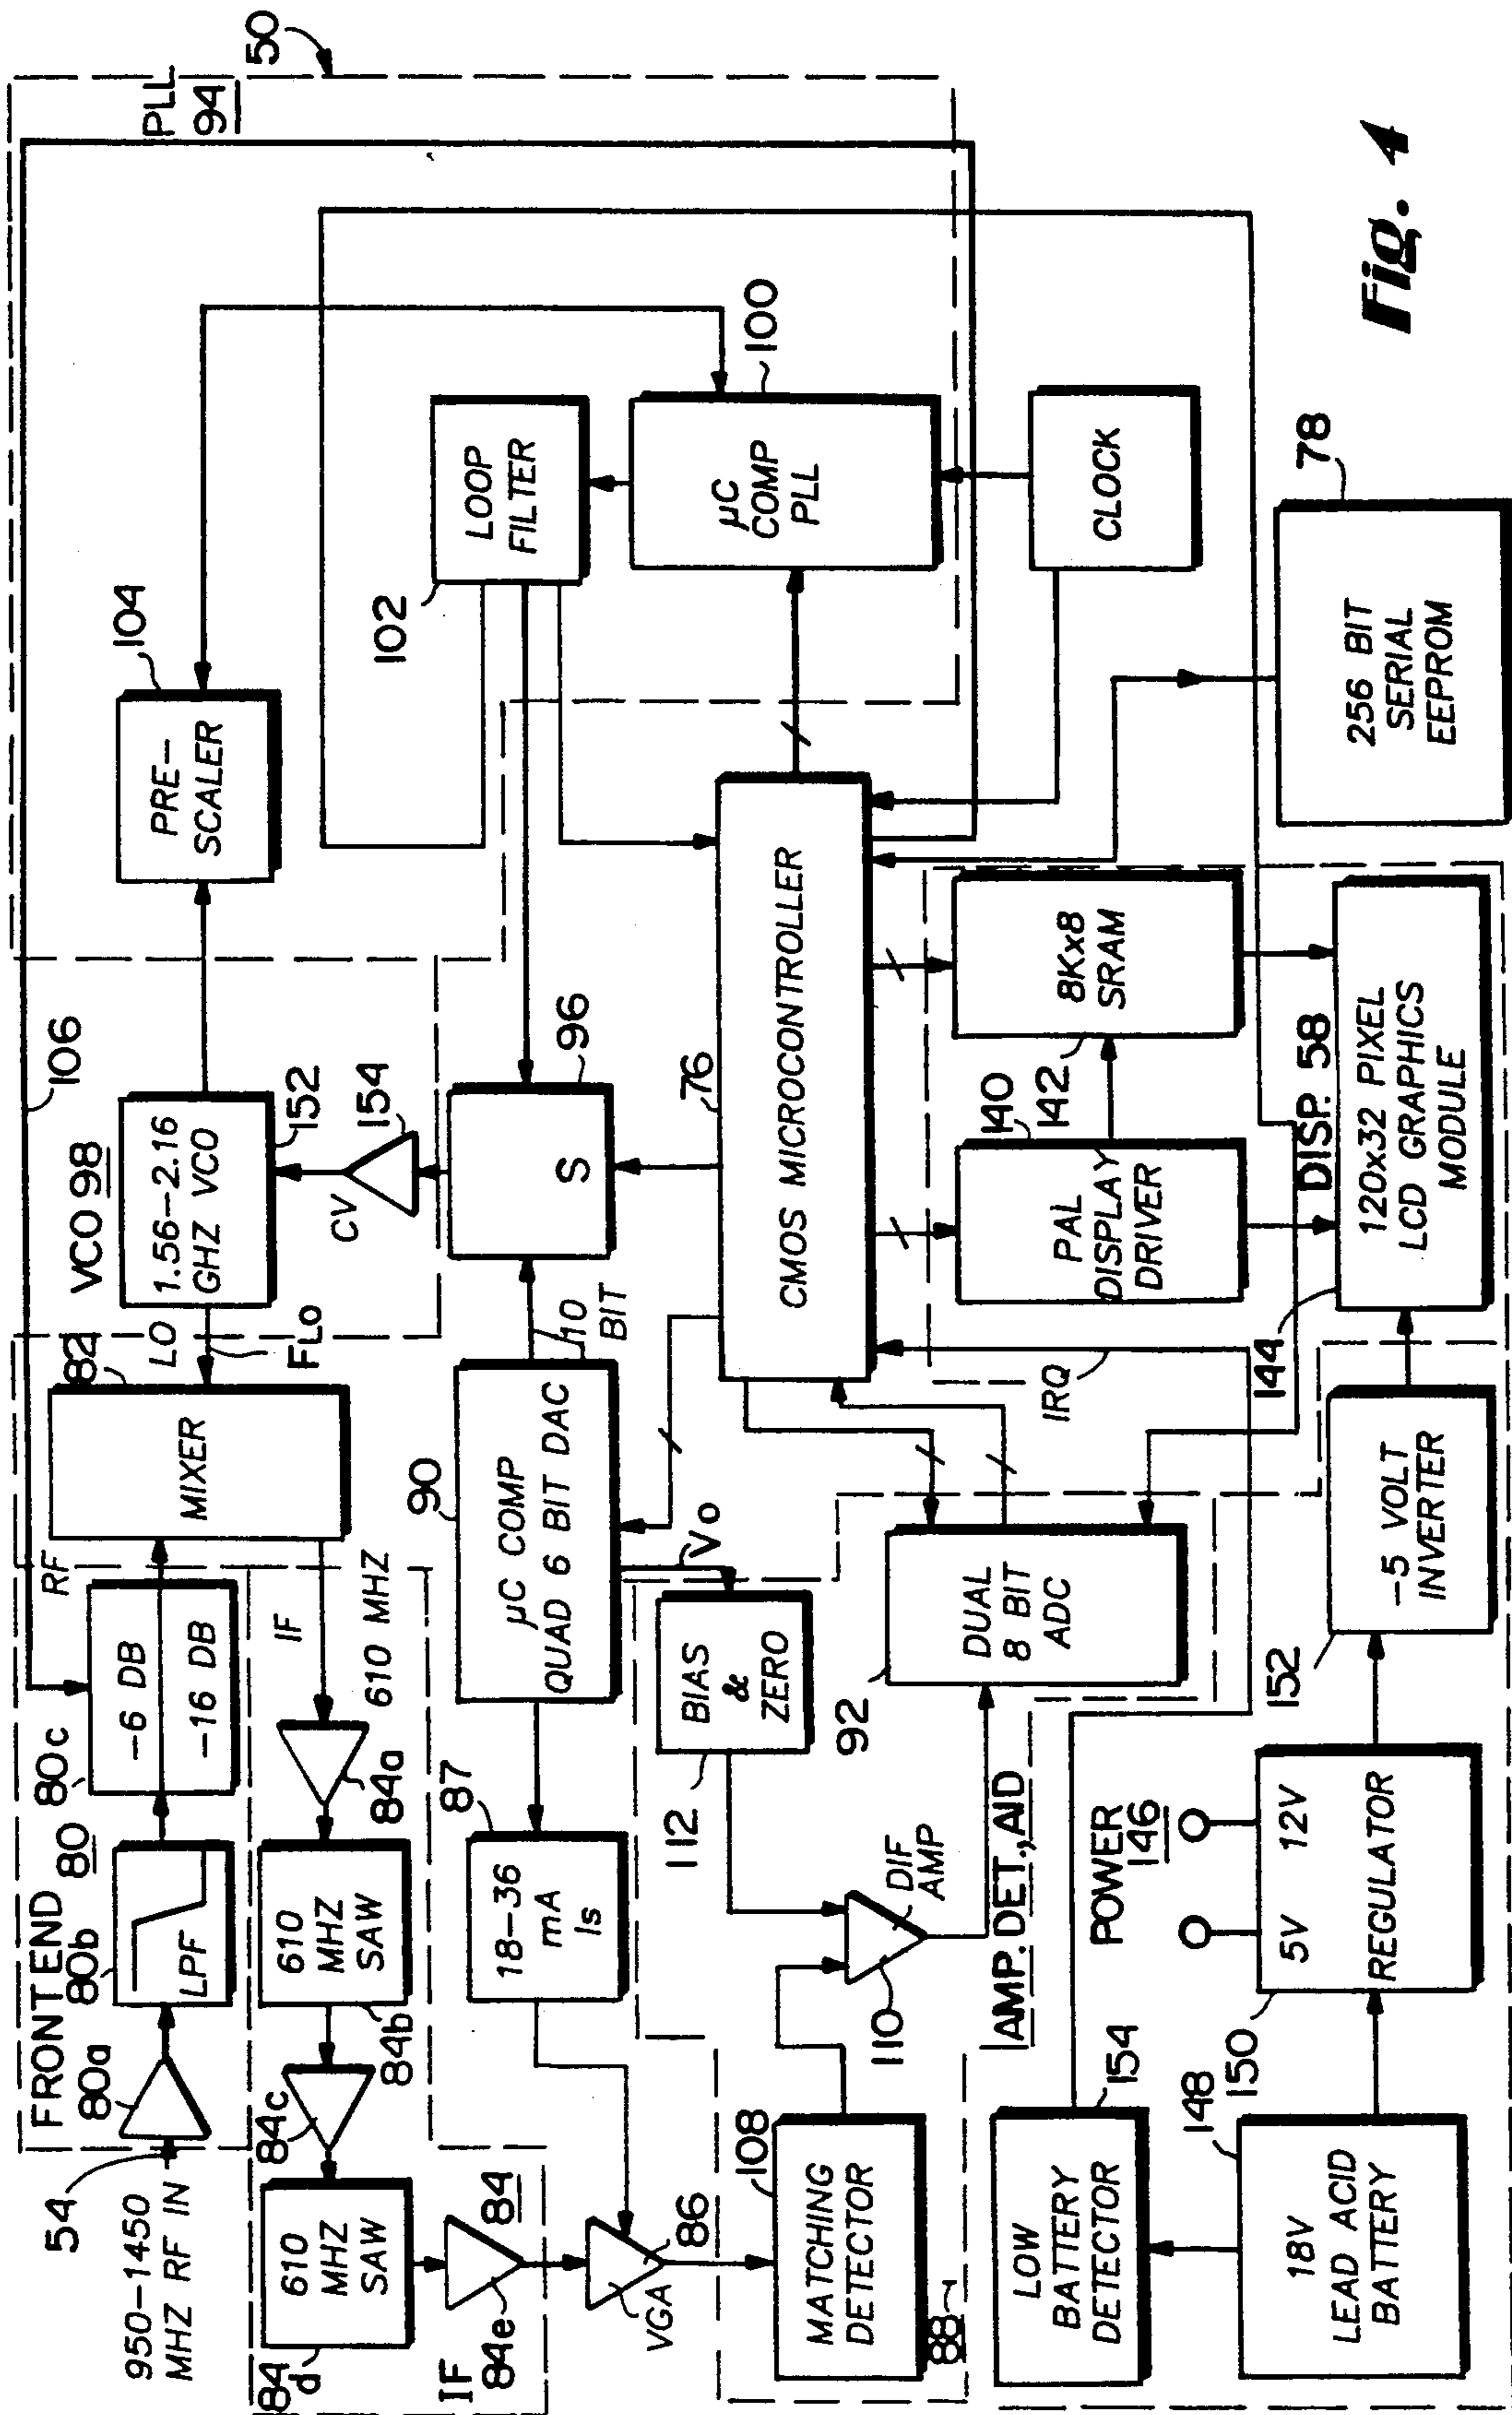 950-1450
MHZ RF IN
54
FRONTEND
80
80a
80b
LPF
80c
-6 DB
-16 DB
RF
MIXER
82
LO
FLO
VCO 98
1.56-2.16
GHZ VCO
152
106
CV
154
PRE-
SCALER
104
PLL
94
50
IF
610 MHZ
84a
610
MHZ
SAW
84b
84c
610
MHZ
SAW
84
d
IF
84e
84
VGA
86
87
18-36
mA
Is
90
µC COMP
QUAD 6 BIT DAC
10
BIT
S
96
102
LOOP
FILTER
µC
COMP
PLL
100
CLOCK
76
CMOS MICROCONTROLLER
Vo
BIAS
&
ZERO
112
DIF
AMP
110
92
DUAL
8 BIT
ADC
108
MATCHING
DETECTOR
88
AMP. DET., AID
IRQ
PAL
DISPLAY
DRIVER
140
142
8Kx8
SRAM
DISP. 58
144
120x32 PIXEL
LCD GRAPHICS
MODULE
256 BIT
SERIAL
EEPROM
78
LOW
BATTERY
DETECTOR
154
148
18V
LEAD ACID
BATTERY
150
POWER
146
5V 12V
REGULATOR
152
-5 VOLT
INVERTER
Fig. 4